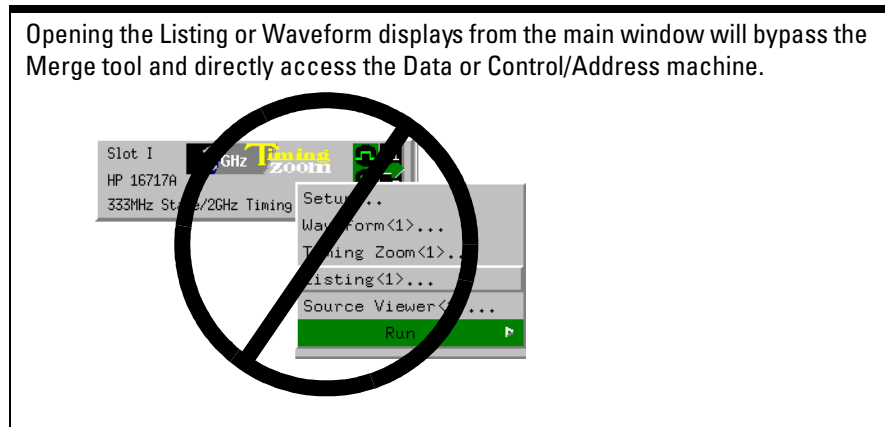 Opening the Listing or Waveform displays from the main window will bypass the
Merge tool and directly access the Data or Control/Address machine.
Slot I
GHz Timing
zoom
HP 16717A
333MHz State/2GHz Timing
Setup...
Waveform<1>...
Timing Zoom<1>...
Listing<1>...
Source Viewer<1>...
Run